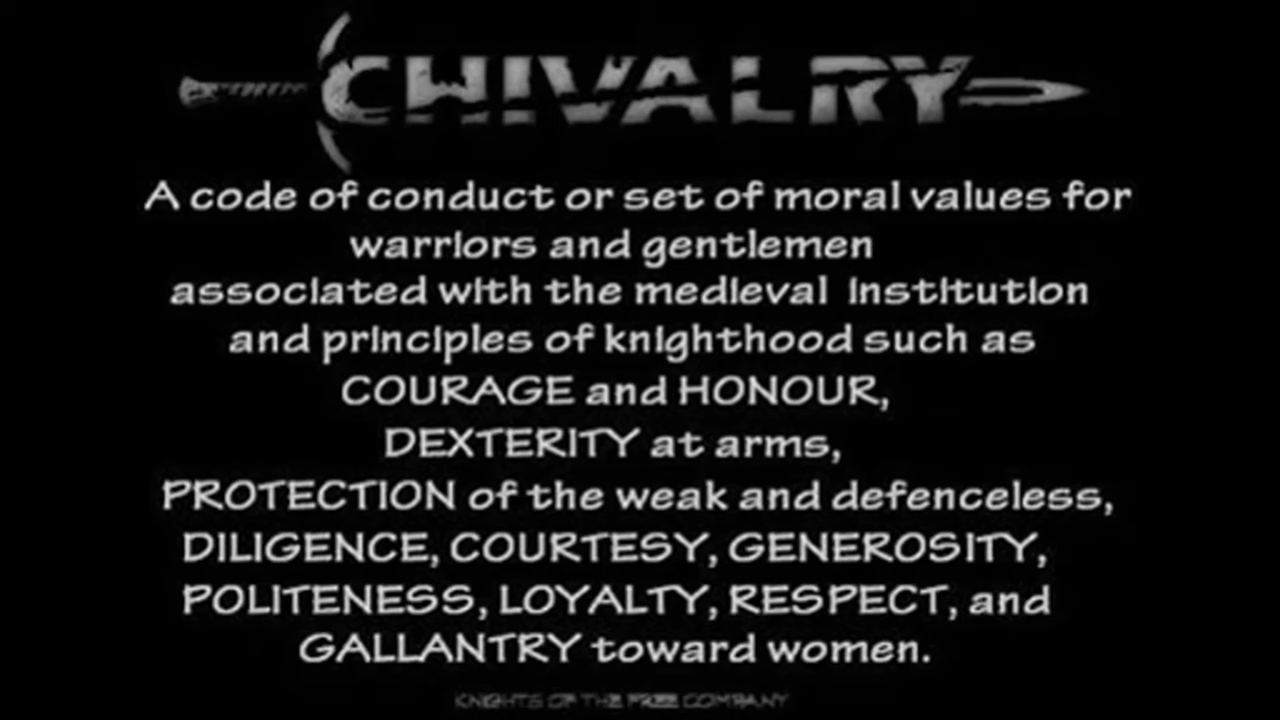 CHIVALRY
A code of conduct or set of moral values for
warriors and gentlemen
associated with the medieval institution
and principles of knighthood such as
COURAGE and HONOUR,
DEXTERITY at arms,
PROTECTION of the weak and defenceless,
DILIGENCE, COURTESY, GENEROSITY,
POLITENESS, LOYALTY, RESPECT, and
GALLANTRY toward women.
KNIGHTS OF THE FREE COMPANY